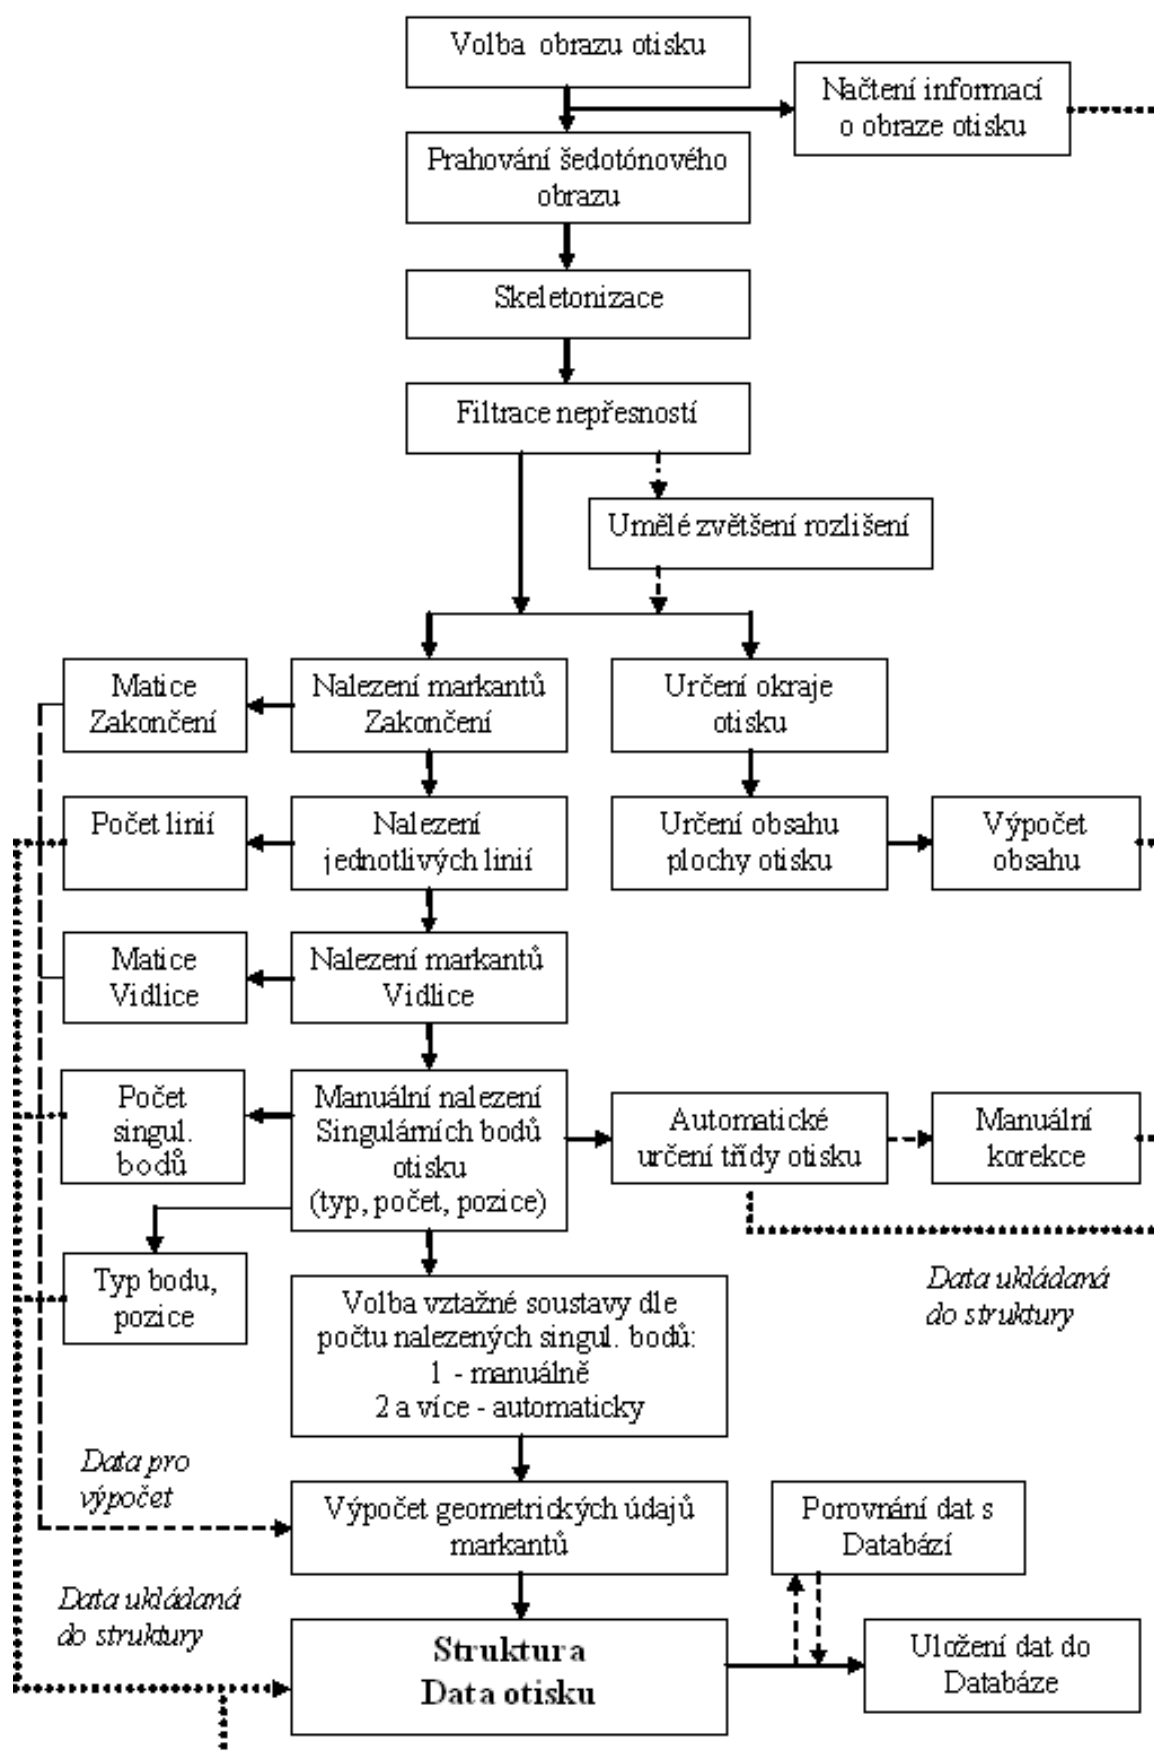 Volba obrazu otisku
Načtení informací
o obraze otisku
Prahování šedotónového
obrazu
Skeletonizace
Filtrace nepřesností
Umělé zvětšení rozlišení
Matice
Zakončení
Nalezení markantů
Zakončení
Určení okraje
otisku
Počet linií
Nalezení
jednotlivých linií
Určení obsahu
plochy otisku
Výpočet
obsahu
Matice
Vidlice
Nalezení markantů
Vidlice
Počet
singul.
bodů
Manuální nalezení
Singulárních bodů
otisku
(typ, počet, pozice)
Automatické
určení třídy otisku
Manuální
korekce
Typ bodu,
pozice
Data ukládaná
do struktury
Volba vztažné soustavy dle
počtu nalezených singul. bodů:
1 - manuálně
2 a více - automaticky
Data pro
výpočet
Výpočet geometrických údajů
markantů
Porovnání dat s
Databází
Data ukládaná
do struktury
Struktura
Data otisku
Uložení dat do
Databáze